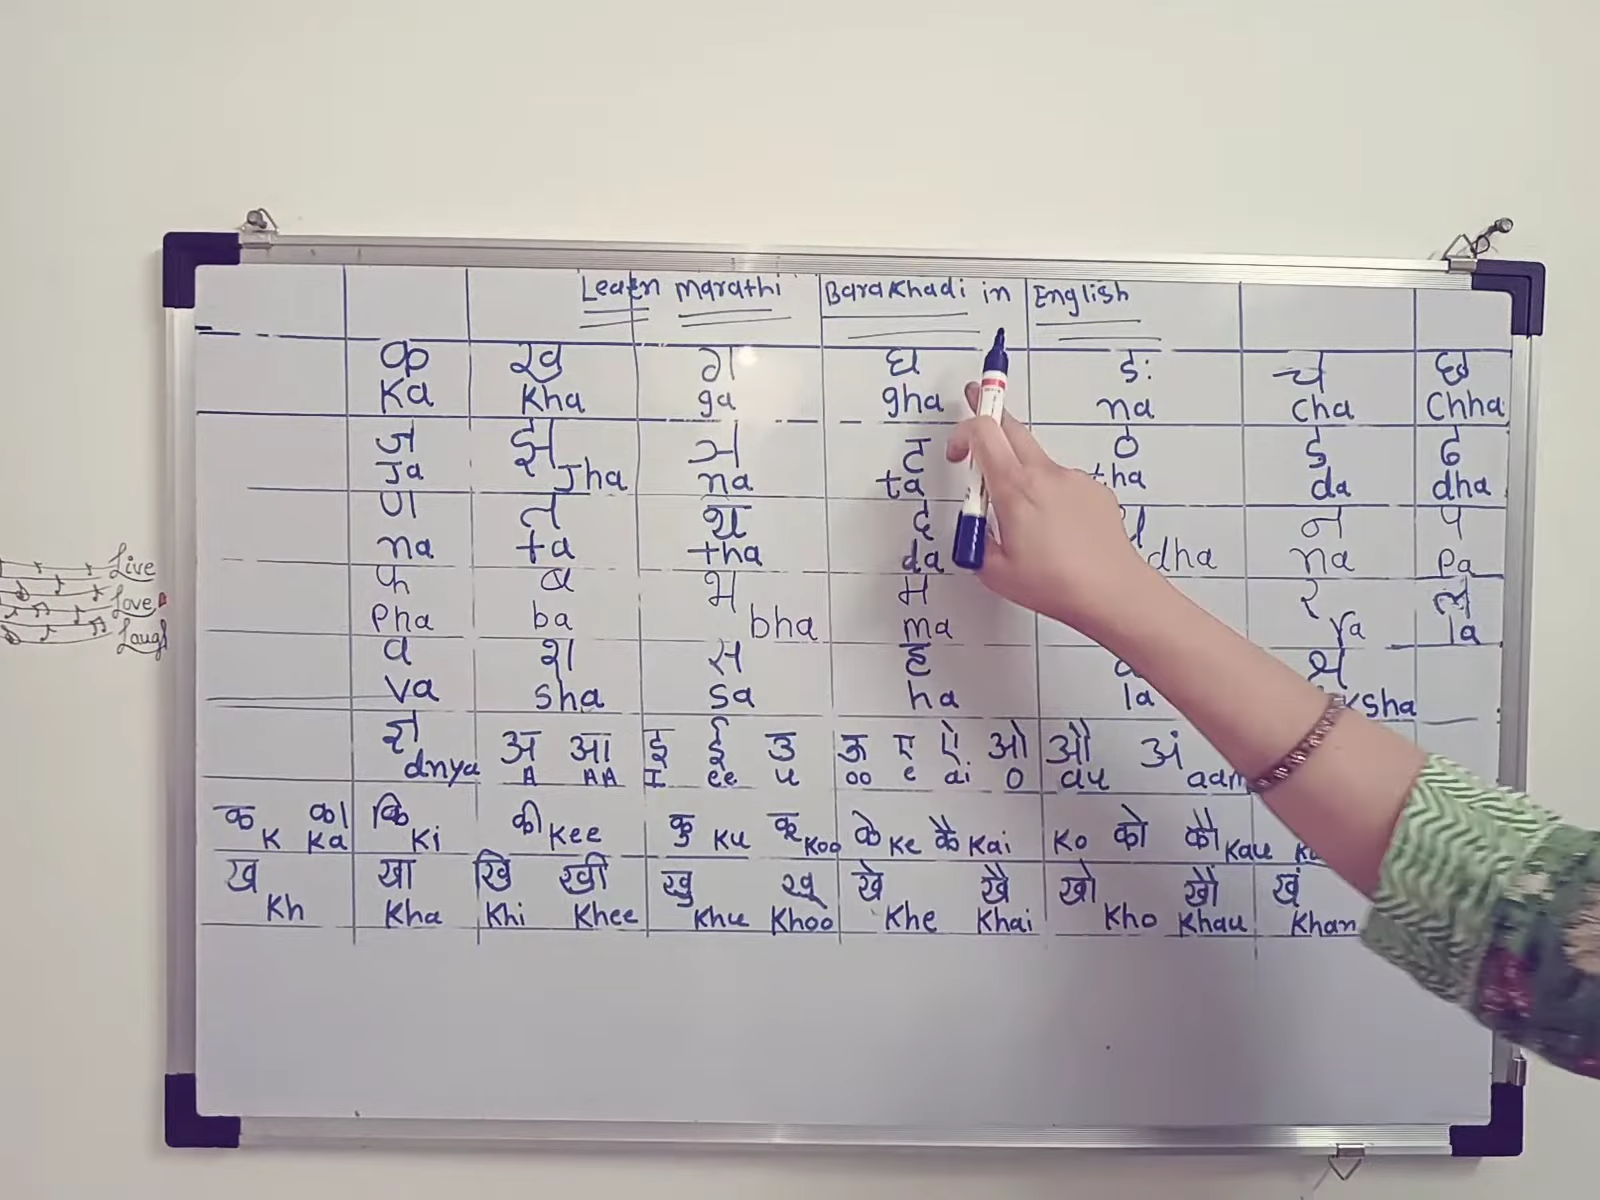 Learn Marathi Barakhadi in English
क ख ग घ ङ: च छ
Ka Kha ga gha na cha Chha
ज झ ञ ट ठ ड ढ
Ja Jha na ta tha da dha
ण त थ द न प
na ta tha da dha na pa
फ ब भ म र ल
Pha ba bha ma ra la
व श स ह
va sha sa ha la ksha
ज्ञ अ आ इ ई उ ऊ ए ऐ ओ औ अं
dnya A AA I ee u oo e ai o au aam
क का कि की कु कू के कै को कौ
K Ka Ki Kee Ku Koo Ke Kai Ko Kau
ख खा खि खी खु खू खे खै खो खौ खं
Kh Kha Khi Khee Khu Khoo Khe Khai Kho Khau Kham
Live
Love
Laugh